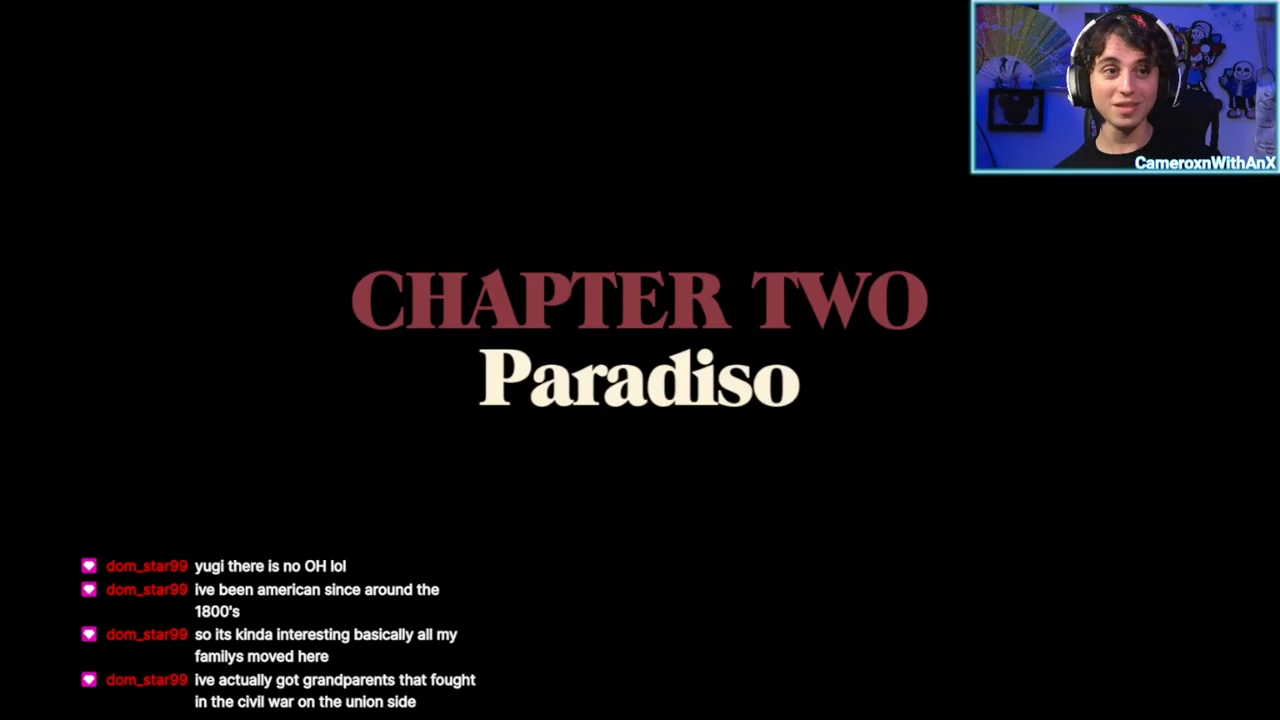 CameroxnWithAnX
CHAPTER TWO
Paradiso
dom_star99 yugi there is no OH lol
dom_star99 ive been american since around the
1800's
dom_star99 so its kinda interesting basically all my
familys moved here
dom_star99 ive actually got grandparents that fought
in the civil war on the union side